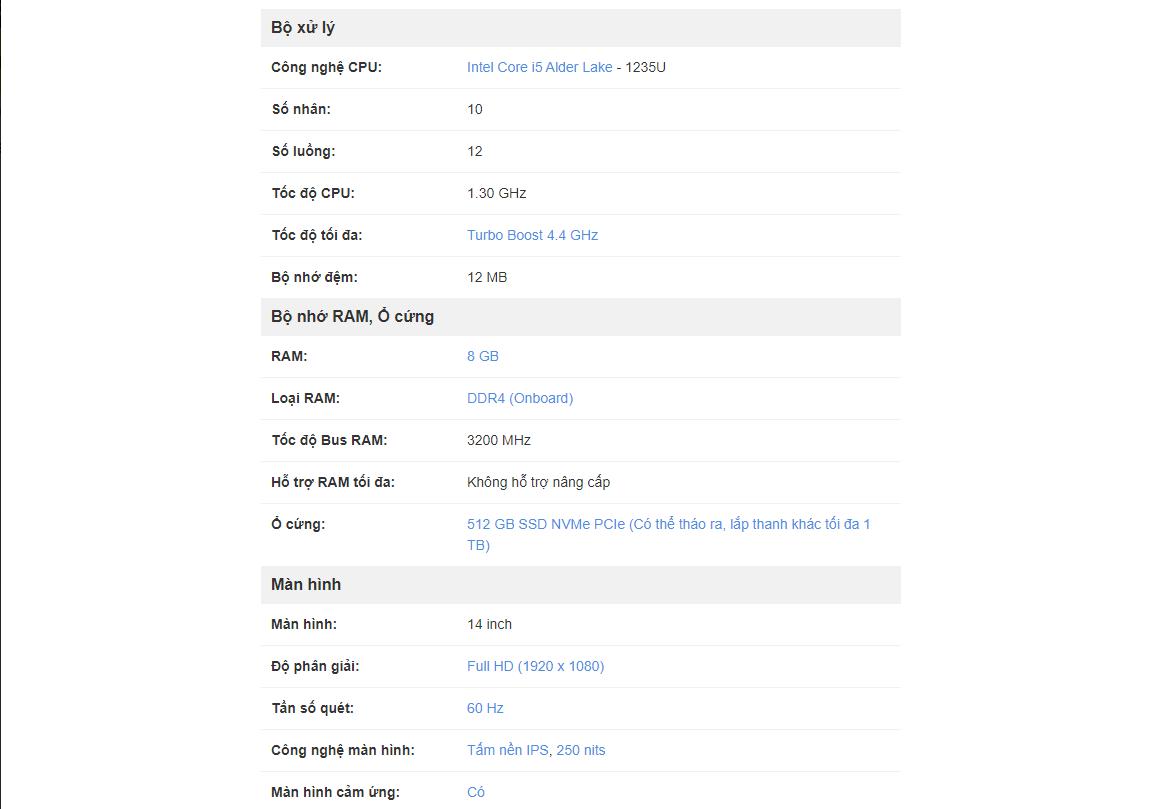 Bộ xử lý
Công nghệ CPU: Intel Core i5 Alder Lake - 1235U
Số nhân: 10
Số luồng: 12
Tốc độ CPU: 1.30 GHz
Tốc độ tối đa: Turbo Boost 4.4 GHz
Bộ nhớ đệm: 12 MB
Bộ nhớ RAM, Ổ cứng
RAM: 8 GB
Loại RAM: DDR4 (Onboard)
Tốc độ Bus RAM: 3200 MHz
Hỗ trợ RAM tối đa: Không hỗ trợ nâng cấp
Ổ cứng: 512 GB SSD NVMe PCIe (Có thể tháo ra, lắp thanh khác tối đa 1
TB)
Màn hình
Màn hình: 14 inch
Độ phân giải: Full HD (1920 x 1080)
Tần số quét: 60 Hz
Công nghệ màn hình: Tấm nền IPS, 250 nits
Màn hình cảm ứng: Có